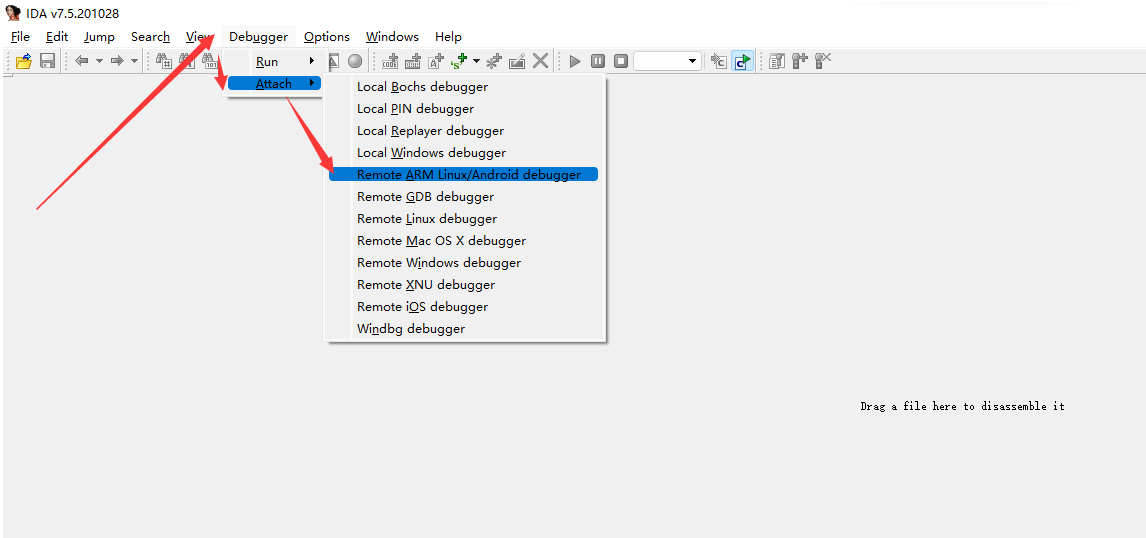 IDA v7.5.201028
File Edit Jump Search View Debugger Options Windows Help
Run
Attach
Local Bochs debugger
Local PIN debugger
Local Replayer debugger
Local Windows debugger
Remote ARM Linux/Android debugger
Remote GDB debugger
Remote Linux debugger
Remote Mac OS X debugger
Remote Windows debugger
Remote XNU debugger
Remote iOS debugger
Windbg debugger
Drag a file here to disassemble it